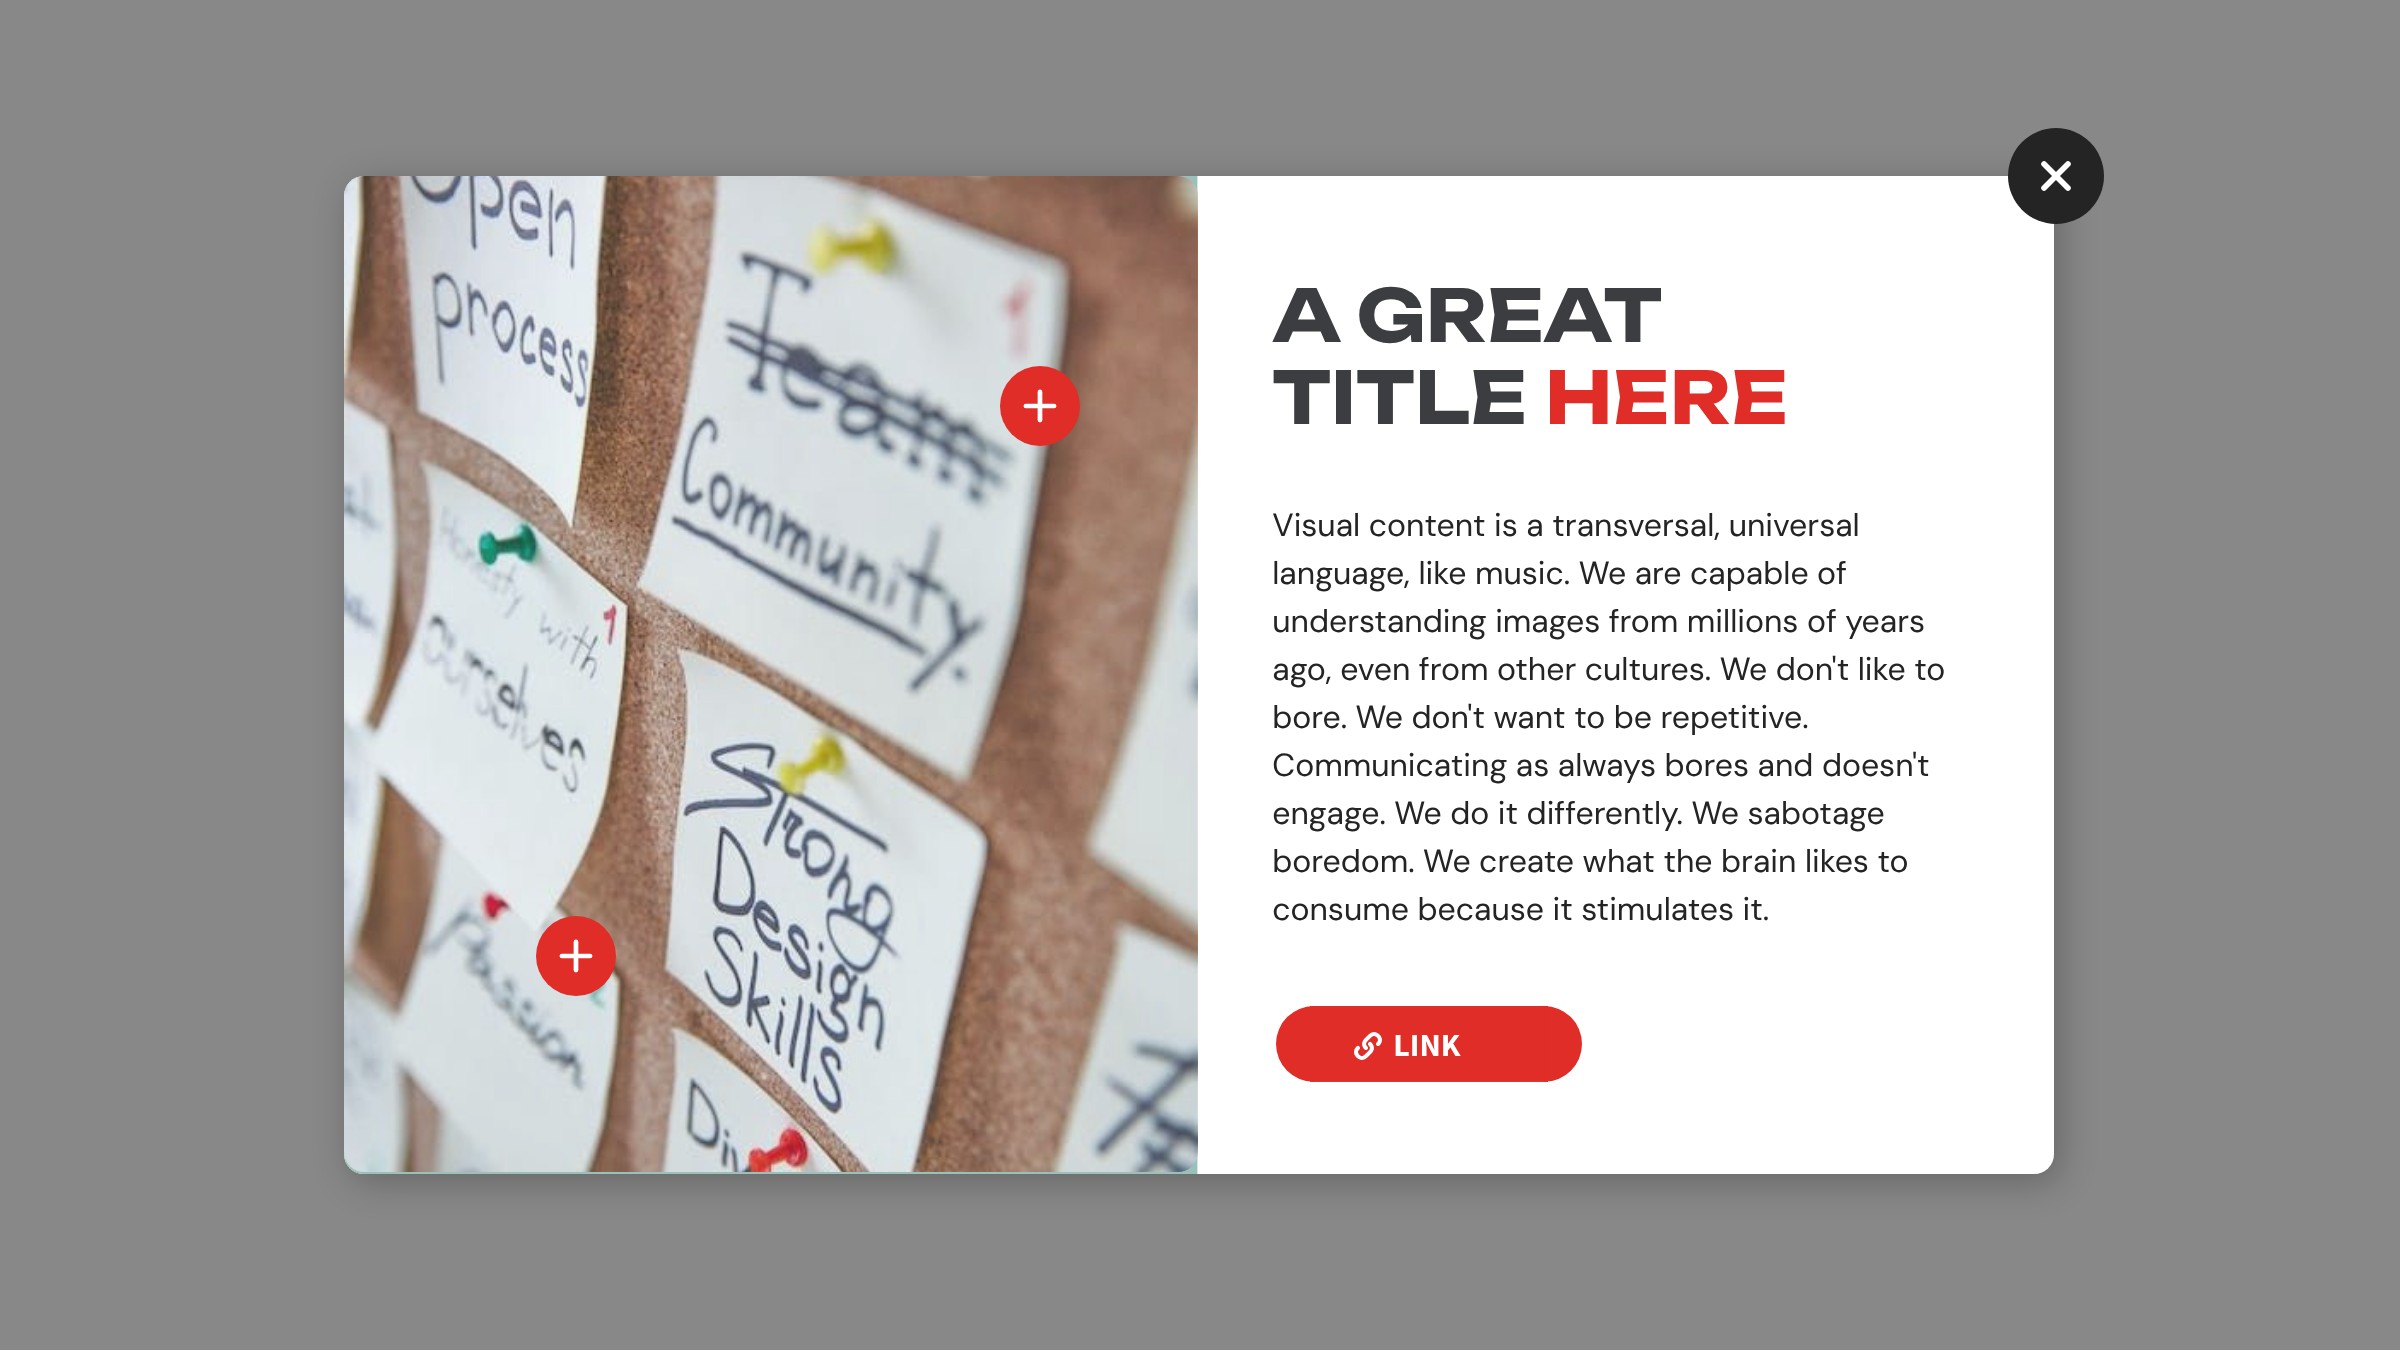 Open
process
Team
Community.
Honesty with
ourselves
Strong
Design
Skills
Passion
A GREAT
TITLE HERE
Visual content is a transversal, universal
language, like music. We are capable of
understanding images from millions of years
ago, even from other cultures. We don't like to
bore. We don't want to be repetitive.
Communicating as always bores and doesn't
engage. We do it differently. We sabotage
boredom. We create what the brain likes to
consume because it stimulates it.
LINK